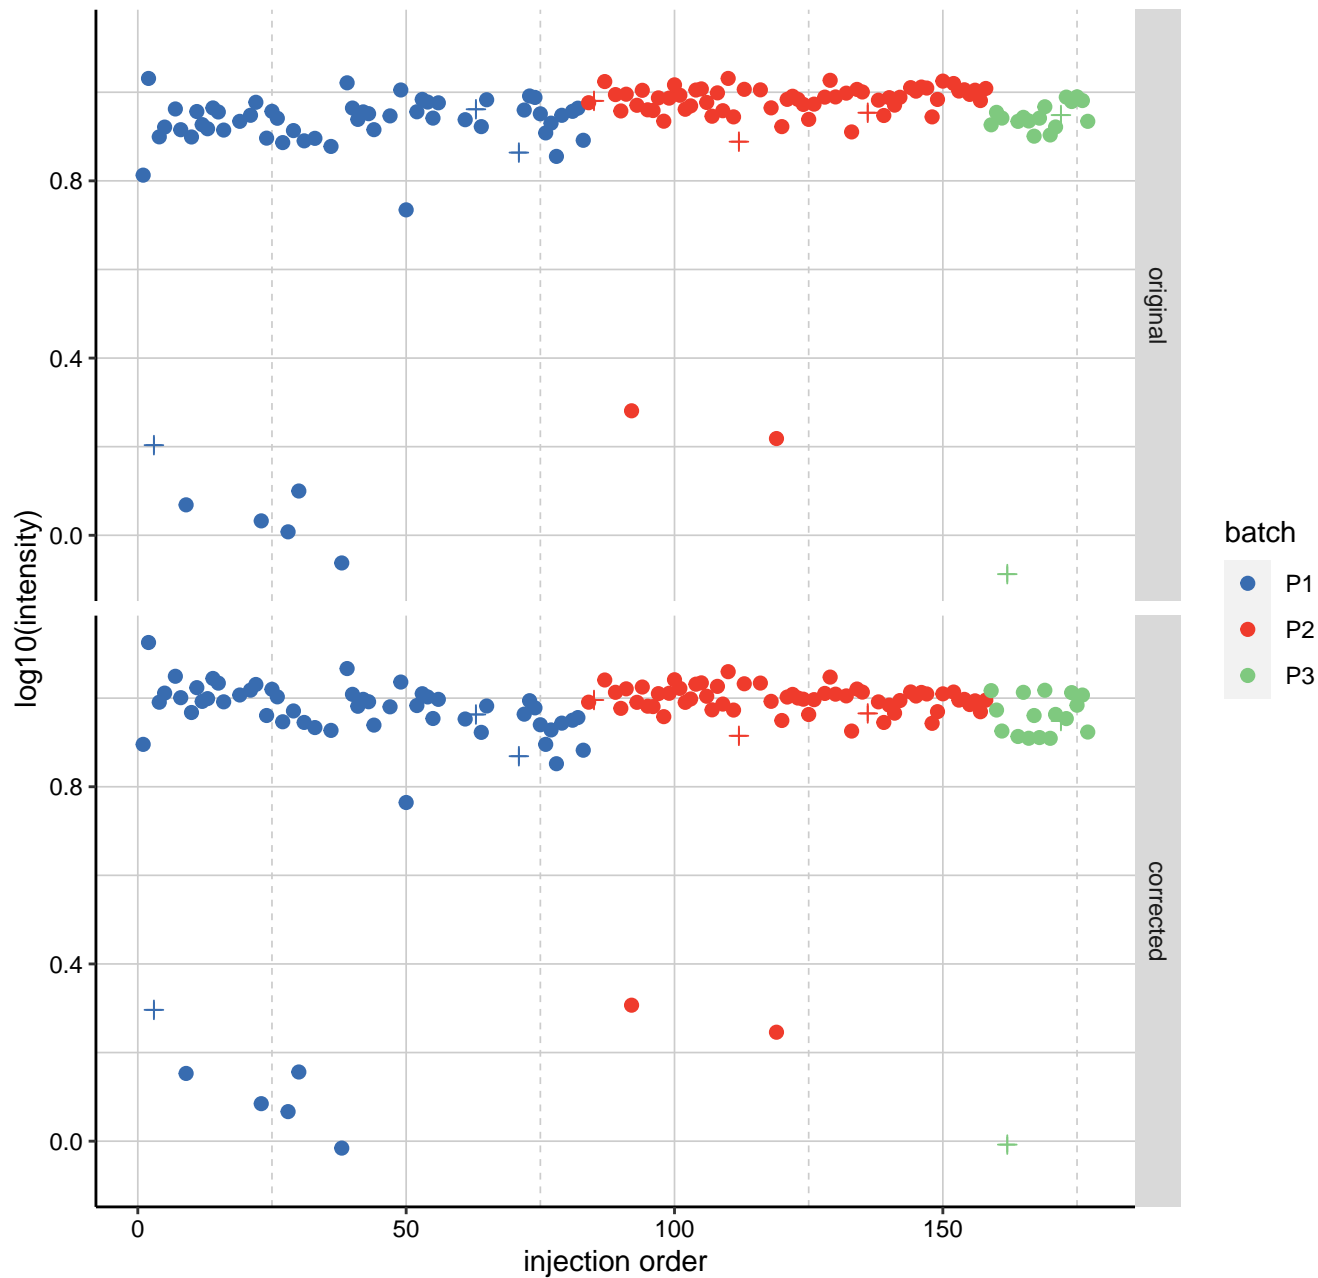 log10(intensity)
0.8
0.4
0.0
original
0.8
0.4
0.0
corrected
0
50
100
150
injection order
batch
P1
P2
P3